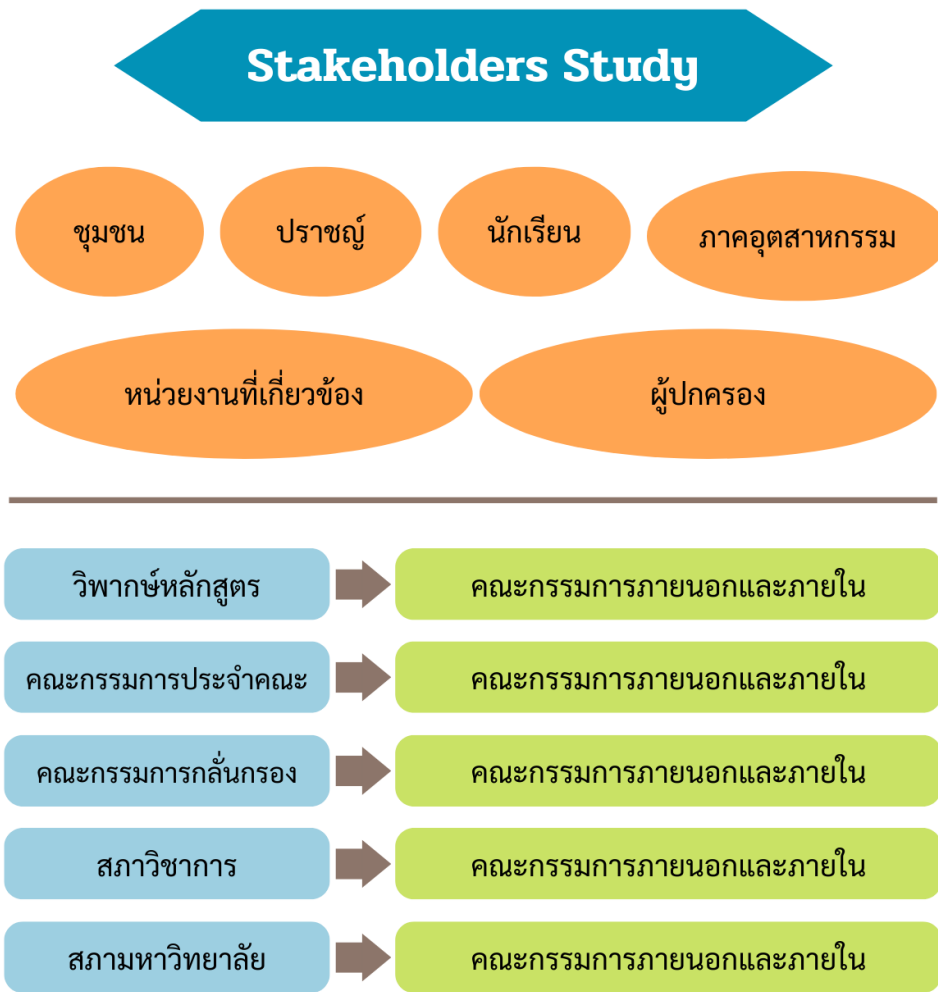 Stakeholders Study
ชุมชน
ปราชญ์
นักเรียน
ภาคอุตสาหกรรม
หน่วยงานที่เกี่ยวข้อง
ผู้ปกครอง
วิพากษ์หลักสูตร
คณะกรรมการภายนอกและภายใน
คณะกรรมการประจำคณะ
คณะกรรมการภายนอกและภายใน
คณะกรรมการกลั่นกรอง
คณะกรรมการภายนอกและภายใน
สภาวิชาการ
คณะกรรมการภายนอกและภายใน
สภามหาวิทยาลัย
คณะกรรมการภายนอกและภายใน